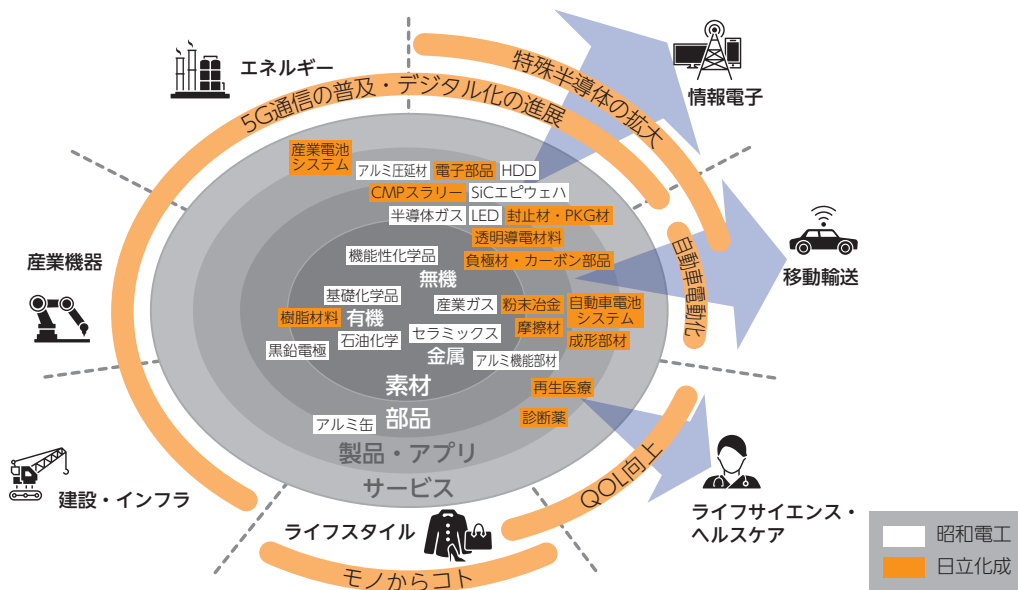 エネルギー
5G通信の普及・デジタル化の進展
特殊半導体の拡大
情報電子
産業電池
システム
アルミ圧延材
電子部品
HDD
CMPスラリー
SiCエピウェハ
半導体ガス
LED
封止材・PKG材
透明導電材料
機能性化学品
負極材・カーボン部品
無機
自動車電動化
移動輸送
産業機器
基礎化学品
産業ガス
粉末冶金
自動車電池
システム
樹脂材料
有機
石油化学
セラミックス
摩擦材
成形部材
黒鉛電極
金属
アルミ機能部材
素材
再生医療
アルミ缶
部品
診断薬
製品・アプリ
サービス
QOL向上
建設・インフラ
ライフスタイル
モノからコト
ライフサイエンス・
ヘルスケア
昭和電工
日立化成